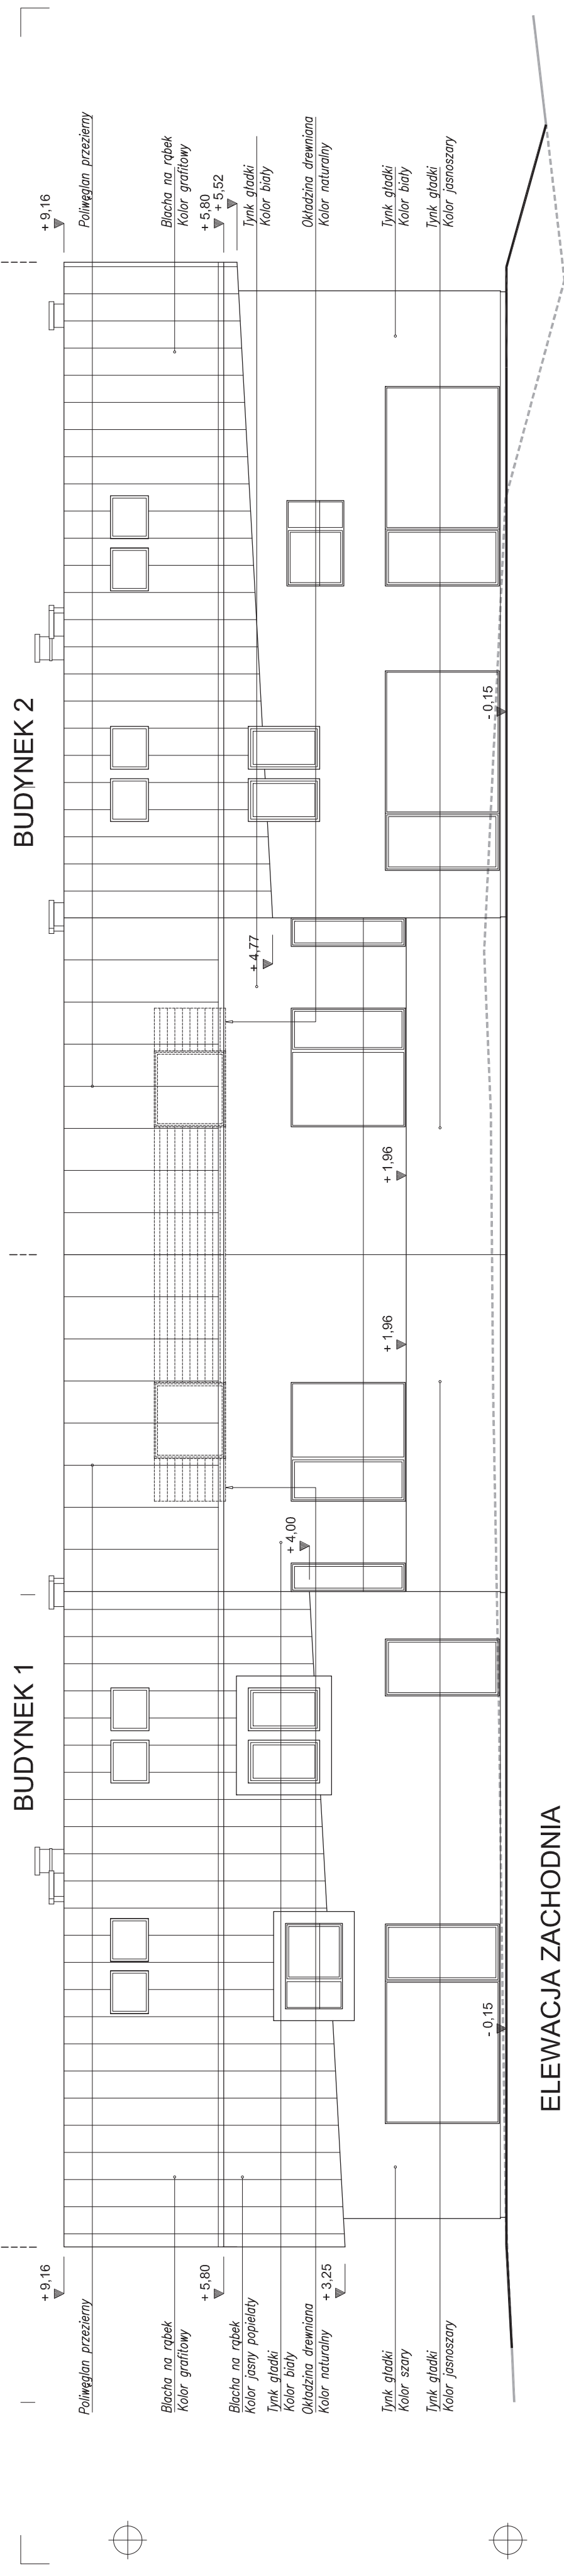 BUDYNEK 1
BUDYNEK 2
+ 9,16
Poliwęglan przezierny
Blacha na rąbek
Kolor grafitowy
+ 5,80
Blacha na rąbek
Kolor jasny popielaty
Tynk gładki
Kolor biały
Okładzina drewniana
Kolor naturalny
+ 3,25
Tynk gładki
Kolor szary
Tynk gładki
Kolor jasnoszary
- 0,15
+ 4,00
+ 1,96
+ 1,96
+ 4,77
- 0,15
+ 9,16
Poliwęglan przezierny
Blacha na rąbek
Kolor grafitowy
+ 5,80
+ 5,52
Tynk gładki
Kolor biały
Okładzina drewniana
Kolor naturalny
Tynk gładki
Kolor biały
Tynk gładki
Kolor jasnoszary
ELEWACJA ZACHODNIA